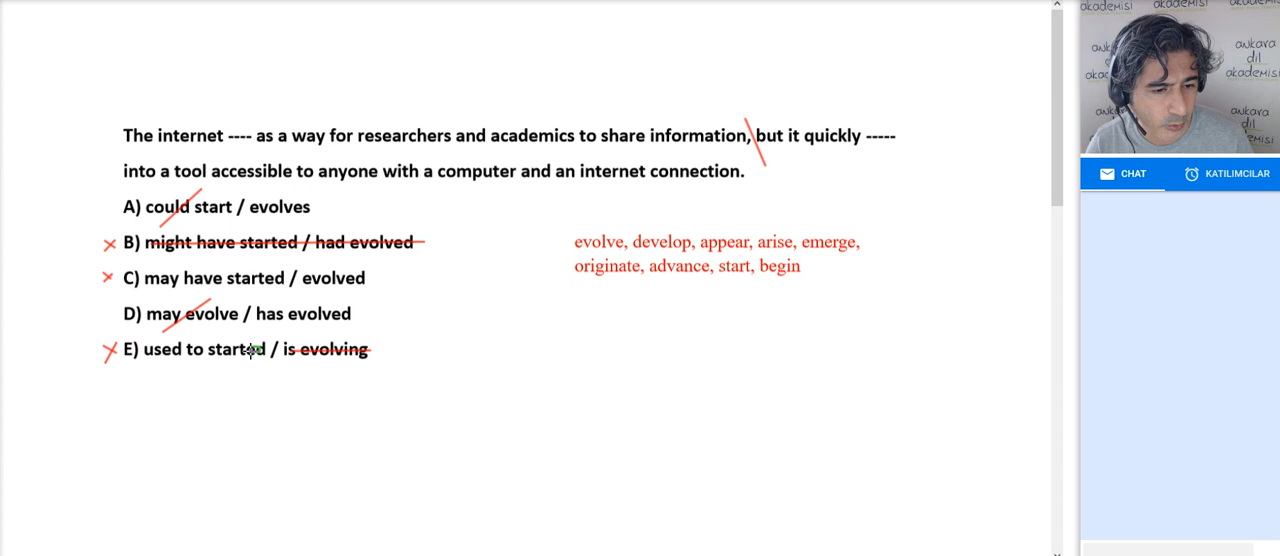 The internet ---- as a way for researchers and academics to share information, but it quickly -----
into a tool accessible to anyone with a computer and an internet connection.
A) could start / evolves
B) might have started / had evolved
C) may have started / evolved
D) may evolve / has evolved
E) used to started / is evolving
evolve, develop, appear, arise, emerge,
originate, advance, start, begin
akademisi akademisi
ankara
dil
akademisi
ankara
dil
CHAT KATILIMCILAR